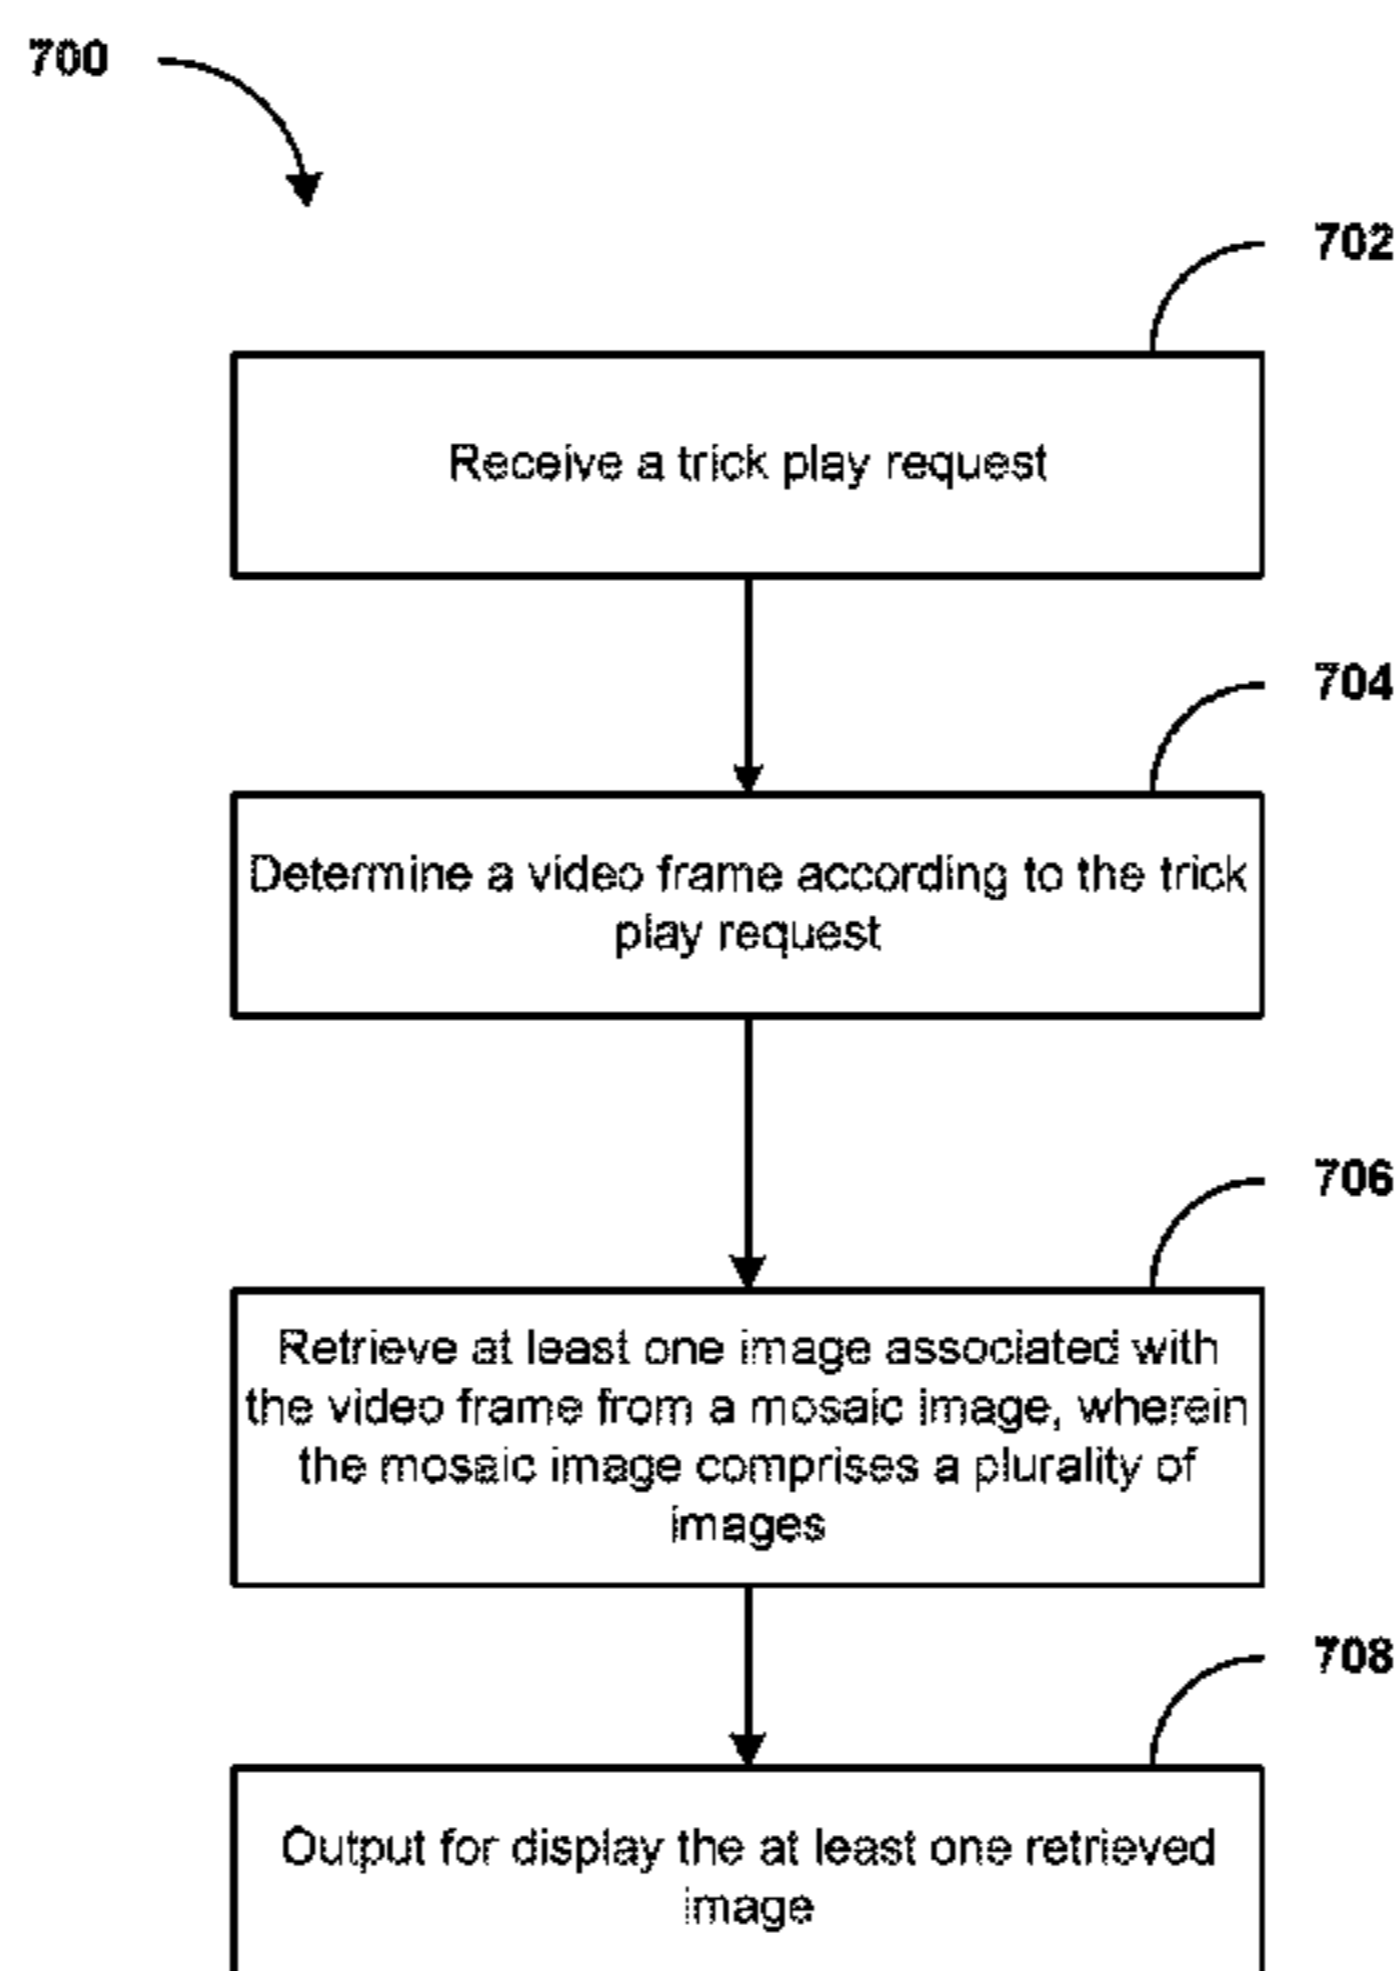 700
702
Receive a trick play request
704
Determine a video frame according to the trick
play request
706
Retrieve at least one image associated with
the video frame from a mosaic image, wherein
the mosaic image comprises a plurality of
images
708
Output for display the at least one retrieved
image